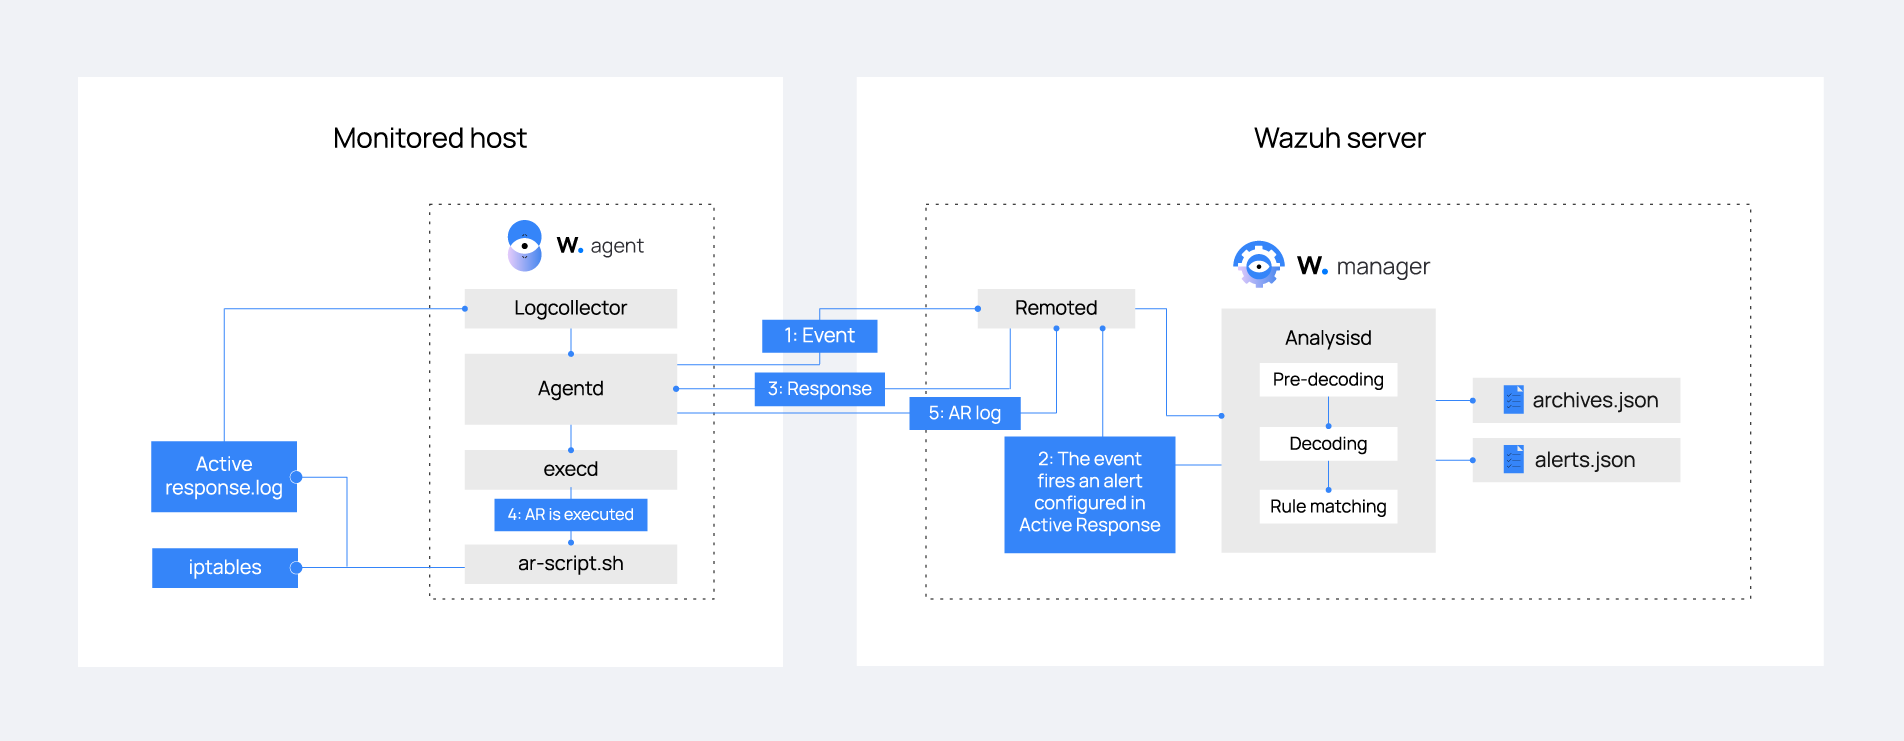 Monitored host
W. agent
Logcollector
Agentd
execd
4: AR is executed
ar-script.sh
Active
response.log
iptables
1: Event
3: Response
5: AR log
Wazuh server
W. manager
Remoted
2: The event
fires an alert
configured in
Active Response
Analysisd
Pre-decoding
Decoding
Rule matching
archives.json
alerts.json